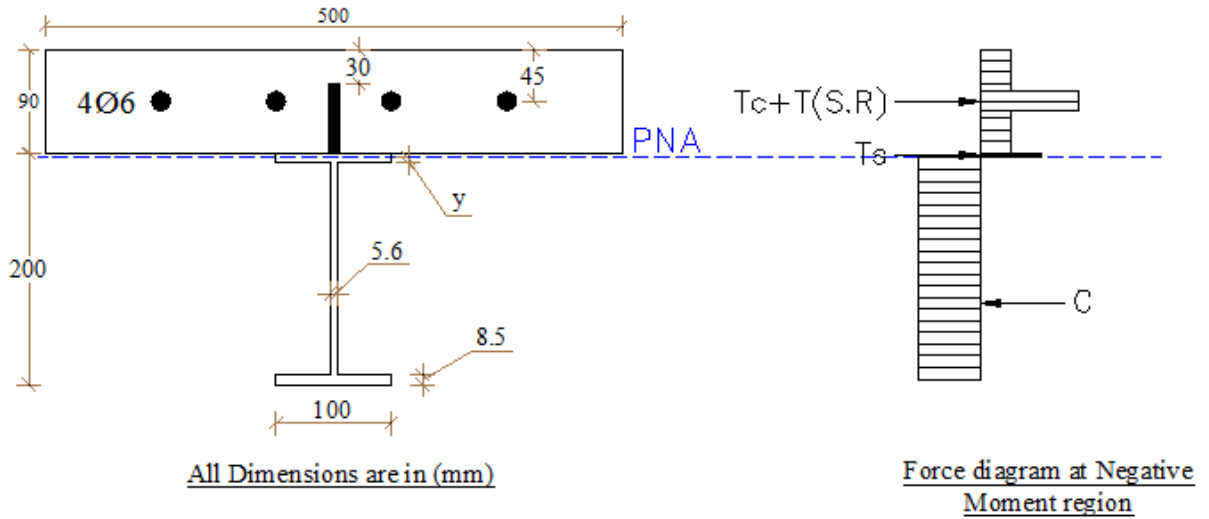 500
90
4Ø6
30
45
Tc+T(S.R)
PNA
Ts
y
200
5.6
C
8.5
100
All Dimensions are in (mm)
Force diagram at Negative
Moment region